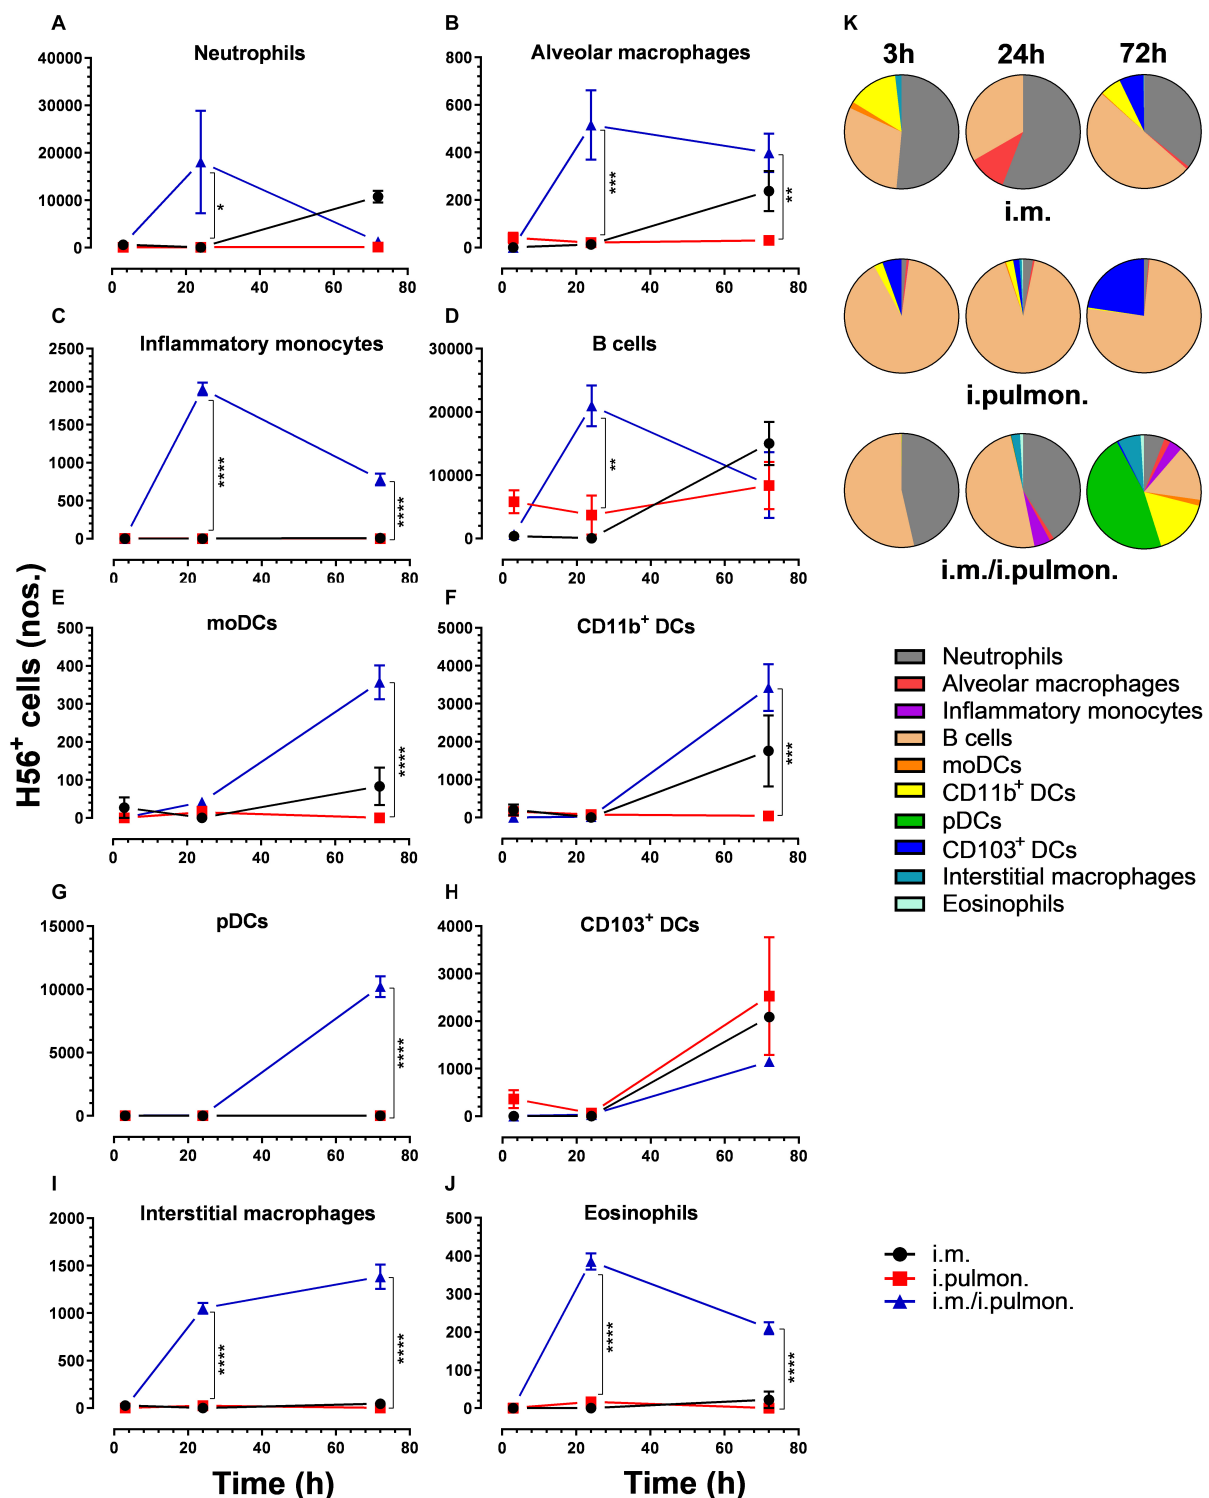 A
Neutrophils
40000
30000
20000
10000
0
*
0 20 40 60 80
B
Alveolar macrophages
800
600
400
200
0
***
**
0 20 40 60 80
C
Inflammatory monocytes
2500
2000
1500
1000
500
0
****
****
0 20 40 60 80
D
B cells
30000
20000
10000
0
**
0 20 40 60 80
E
moDCs
500
400
300
200
100
0
****
0 20 40 60 80
F
CD11b+ DCs
5000
4000
3000
2000
1000
0
***
0 20 40 60 80
G
pDCs
15000
10000
5000
0
****
0 20 40 60 80
H
CD103+ DCs
4000
3000
2000
1000
0
0 20 40 60 80
I
Interstitial macrophages
2000
1500
1000
500
0
****
****
0 20 40 60 80
J
Eosinophils
500
400
300
200
100
0
****
****
0 20 40 60 80
H56+ cells (nos.)
Time (h)
Time (h)
K
3h 24h 72h
i.m.
i.pulmon.
i.m./i.pulmon.
Neutrophils
Alveolar macrophages
Inflammatory monocytes
B cells
moDCs
CD11b+ DCs
pDCs
CD103+ DCs
Interstitial macrophages
Eosinophils
i.m.
i.pulmon.
i.m./i.pulmon.